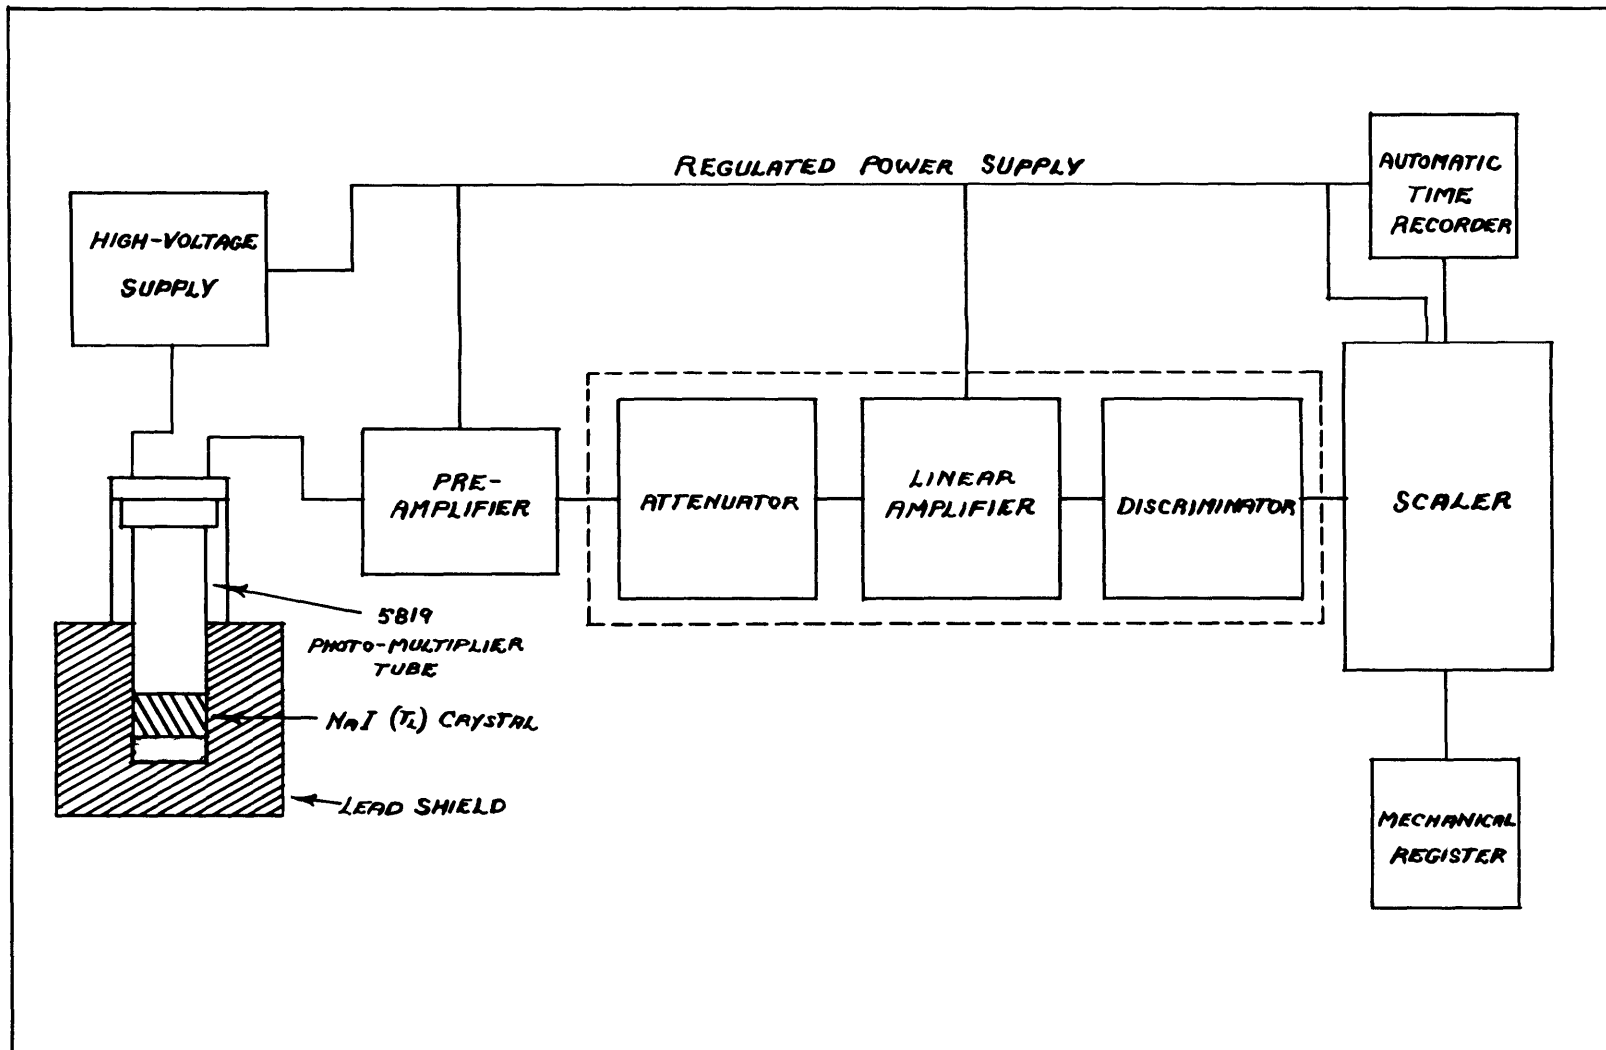 REGULATED POWER SUPPLY
AUTOMATIC
TIME
RECORDER
HIGH-VOLTAGE
SUPPLY
PRE-
AMPLIFIER
ATTENUATOR
LINEAR
AMPLIFIER
DISCRIMINATOR
SCALER
5819
PHOTO-MULTIPLIER
TUBE
NaI (TL) CRYSTAL
LEAD SHIELD
MECHANICAL
REGISTER